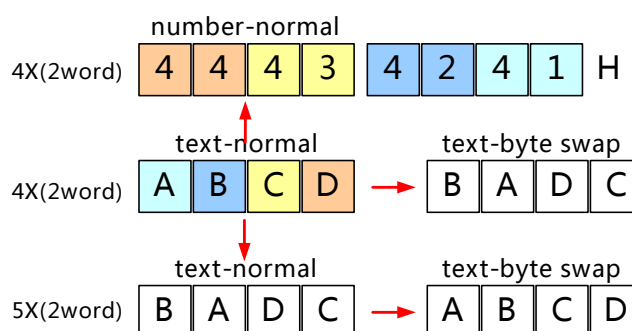 number-normal
4X(2word) 4 4 4 3 4 2 4 1 H
text-normal text-byte swap
4X(2word) A B C D B A D C
text-normal text-byte swap
5X(2word) B A D C A B C D